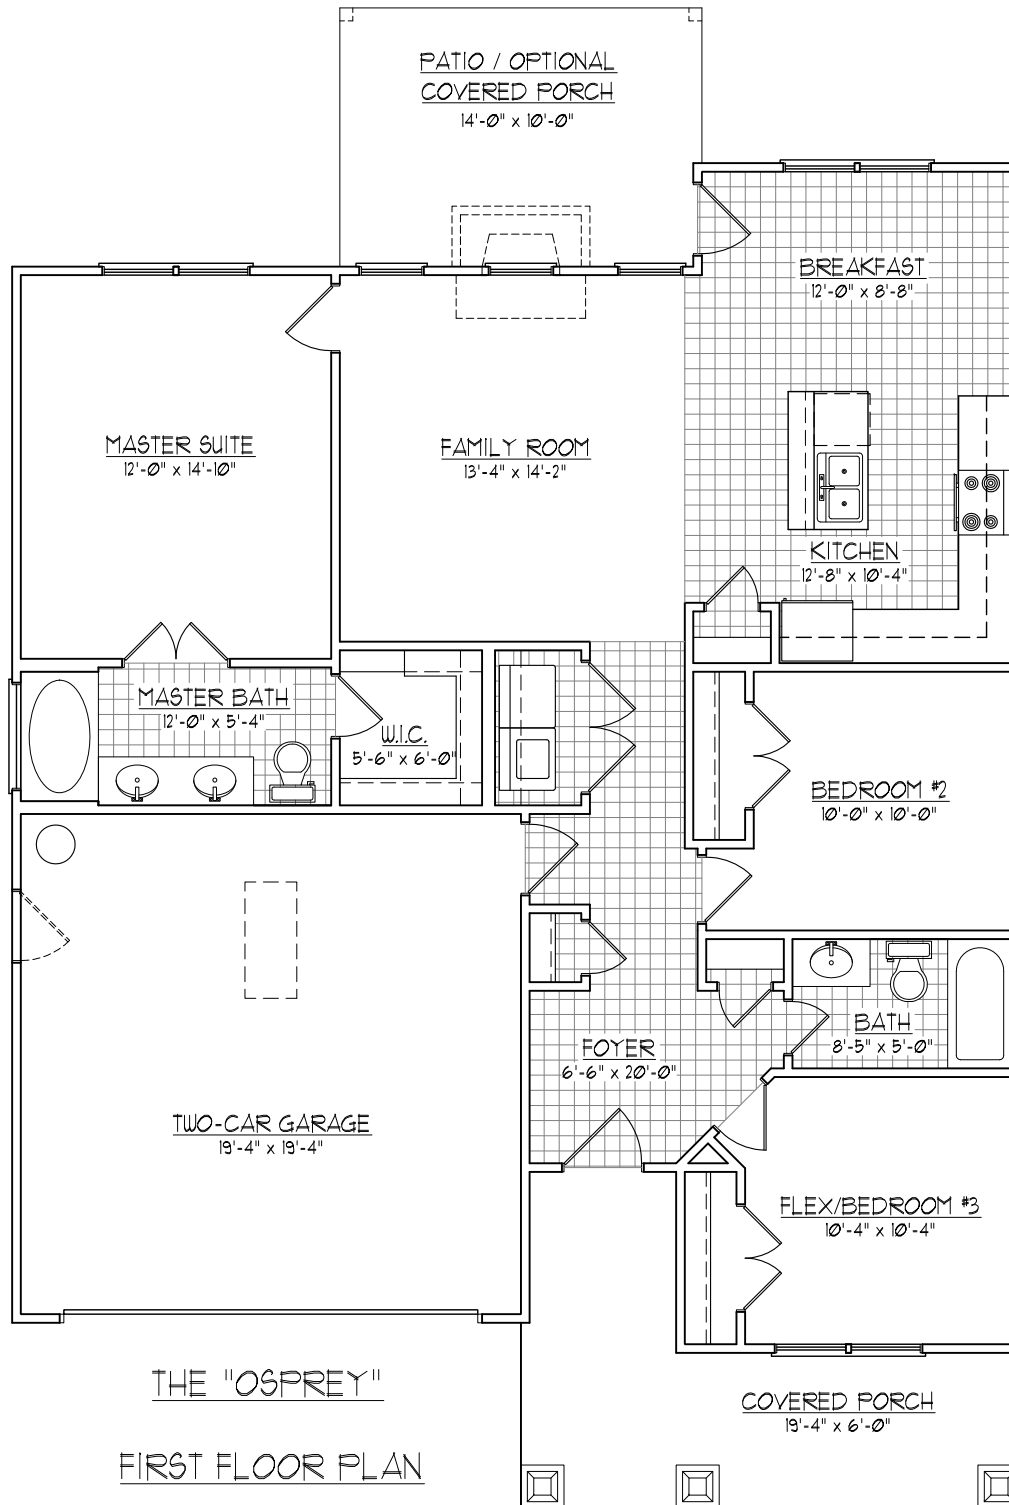 PATIO / OPTIONAL
COVERED PORCH
14'-0" x 10'-0"
BREAKFAST
12'-0" x 8'-8"
MASTER SUITE
12'-0" x 14'-10"
FAMILY ROOM
13'-4" x 14'-2"
KITCHEN
12'-8" x 10'-4"
MASTER BATH
12'-0" x 5'-4"
W.I.C.
5'-6" x 6'-0"
BEDROOM #2
10'-0" x 10'-0"
BATH
8'-5" x 5'-0"
FOYER
6'-6" x 20'-0"
TWO-CAR GARAGE
19'-4" x 19'-4"
FLEX/BEDROOM #3
10'-4" x 10'-4"
THE "OSPREY"
COVERED PORCH
19'-4" x 6'-0"
FIRST FLOOR PLAN